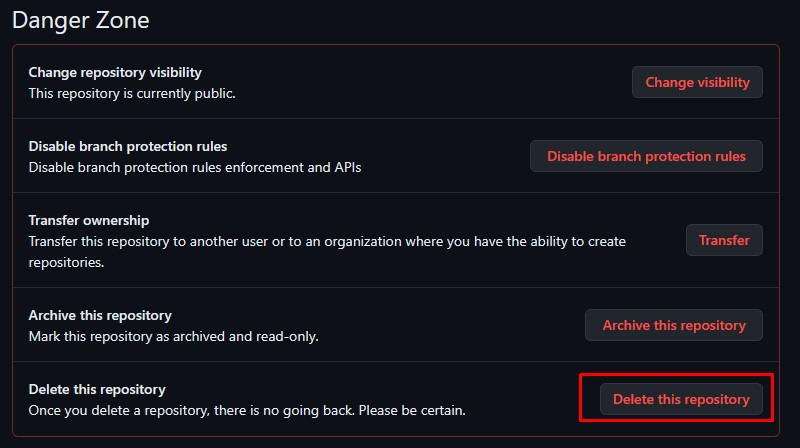 Danger Zone
Change repository visibility
This repository is currently public.
Change visibility
Disable branch protection rules
Disable branch protection rules enforcement and APIs
Disable branch protection rules
Transfer ownership
Transfer this repository to another user or to an organization where you have the ability to create
repositories.
Transfer
Archive this repository
Mark this repository as archived and read-only.
Archive this repository
Delete this repository
Once you delete a repository, there is no going back. Please be certain.
Delete this repository